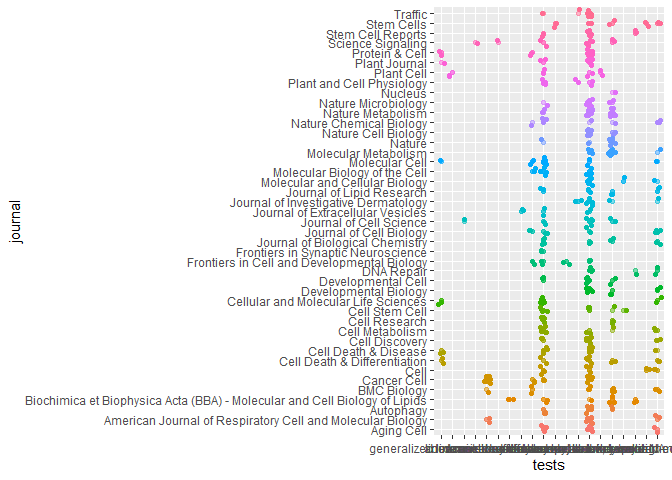 journal
Traffic
Stem Cells
Stem Cell Reports
Science Signaling
Protein & Cell
Plant Journal
Plant Cell
Plant and Cell Physiology
Nucleus
Nature Microbiology
Nature Metabolism
Nature Chemical Biology
Nature Cell Biology
Nature
Molecular Metabolism
Molecular Cell
Molecular Biology of the Cell
Molecular and Cellular Biology
Journal of Lipid Research
Journal of Investigative Dermatology
Journal of Extracellular Vesicles
Journal of Cell Science
Journal of Cell Biology
Journal of Biological Chemistry
Frontiers in Synaptic Neuroscience
Frontiers in Cell and Developmental Biology
DNA Repair
Developmental Cell
Developmental Biology
Cellular and Molecular Life Sciences
Cell Stem Cell
Cell Research
Cell Metabolism
Cell Discovery
Cell Death & Disease
Cell Death & Differentiation
Cell
Cancer Cell
BMC Biology
Biochimica et Biophysica Acta (BBA) - Molecular and Cell Biology of Lipids
Autophagy
American Journal of Respiratory Cell and Molecular Biology
Aging Cell
tests